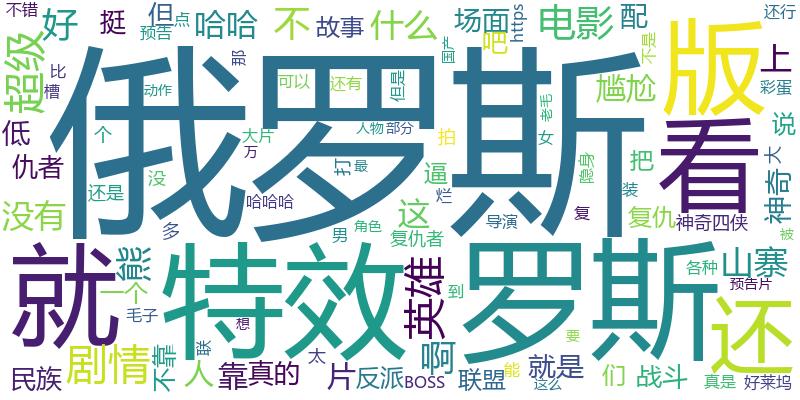 不错
好
挺
但
点
预告
哈哈
不
故事
什么
场面
https
电影
配
还行
超级
比
槽
那
动作
可以
还有
但是
国产
吧
不是
版
上
彩蛋
俄罗斯
老毛
尴尬
低
个
大片
人物
部分
拍
女
说
仇者
万
打
最
逼
隐身
看
把
大
神奇
还是
没
哈哈哈
烂
装
没有
多
男
角色
这
导演
复
复仇
神奇四侠
复仇者
被
就
熊
特效
英雄
到
罗斯
各种
山寨
一个
预告片
毛子
想
要
还
剧情
不靠
联
太
啊
能
就是
民族
人
靠
真的
片
反派
BOSS
联盟
这么
们
战斗
真是
好莱坞